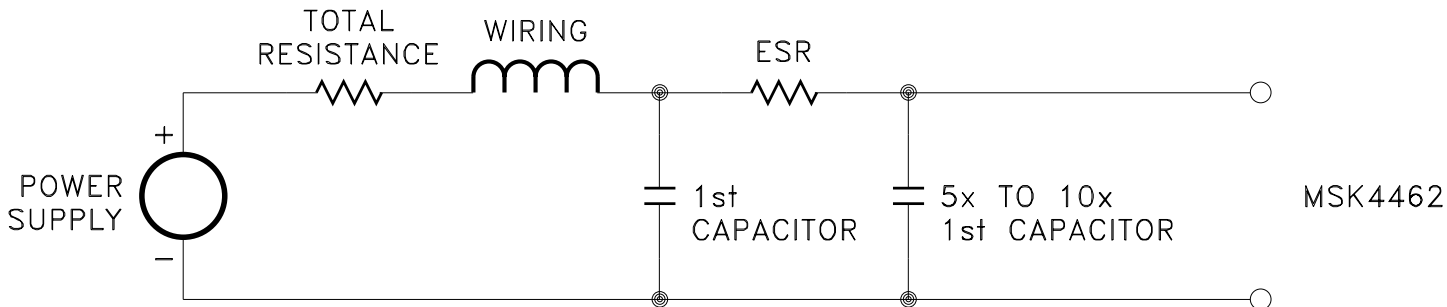 TOTAL
RESISTANCE
WIRING
ESR
+
POWER
SUPPLY
−
1st
CAPACITOR
5x TO 10x
1st CAPACITOR
MSK4462